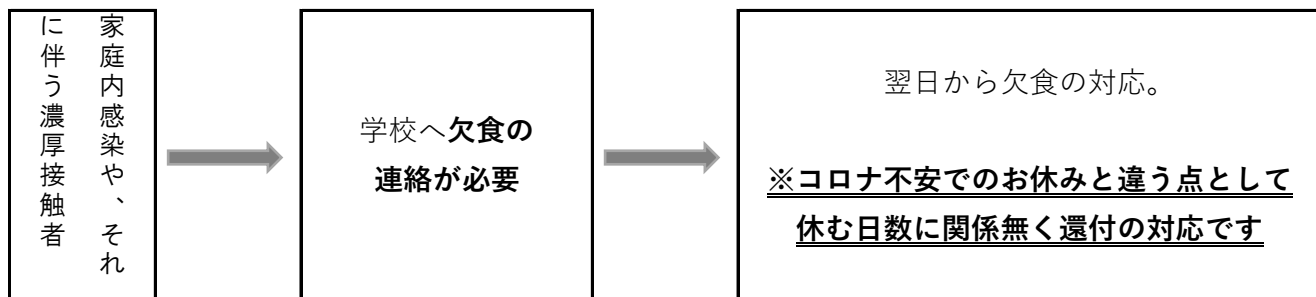 家庭内感染や、それ
に伴う濃厚接触者
学校へ欠食の
連絡が必要
翌日から欠食の対応。
※コロナ不安でのお休みと違う点として
休む日数に関係無く還付の対応です